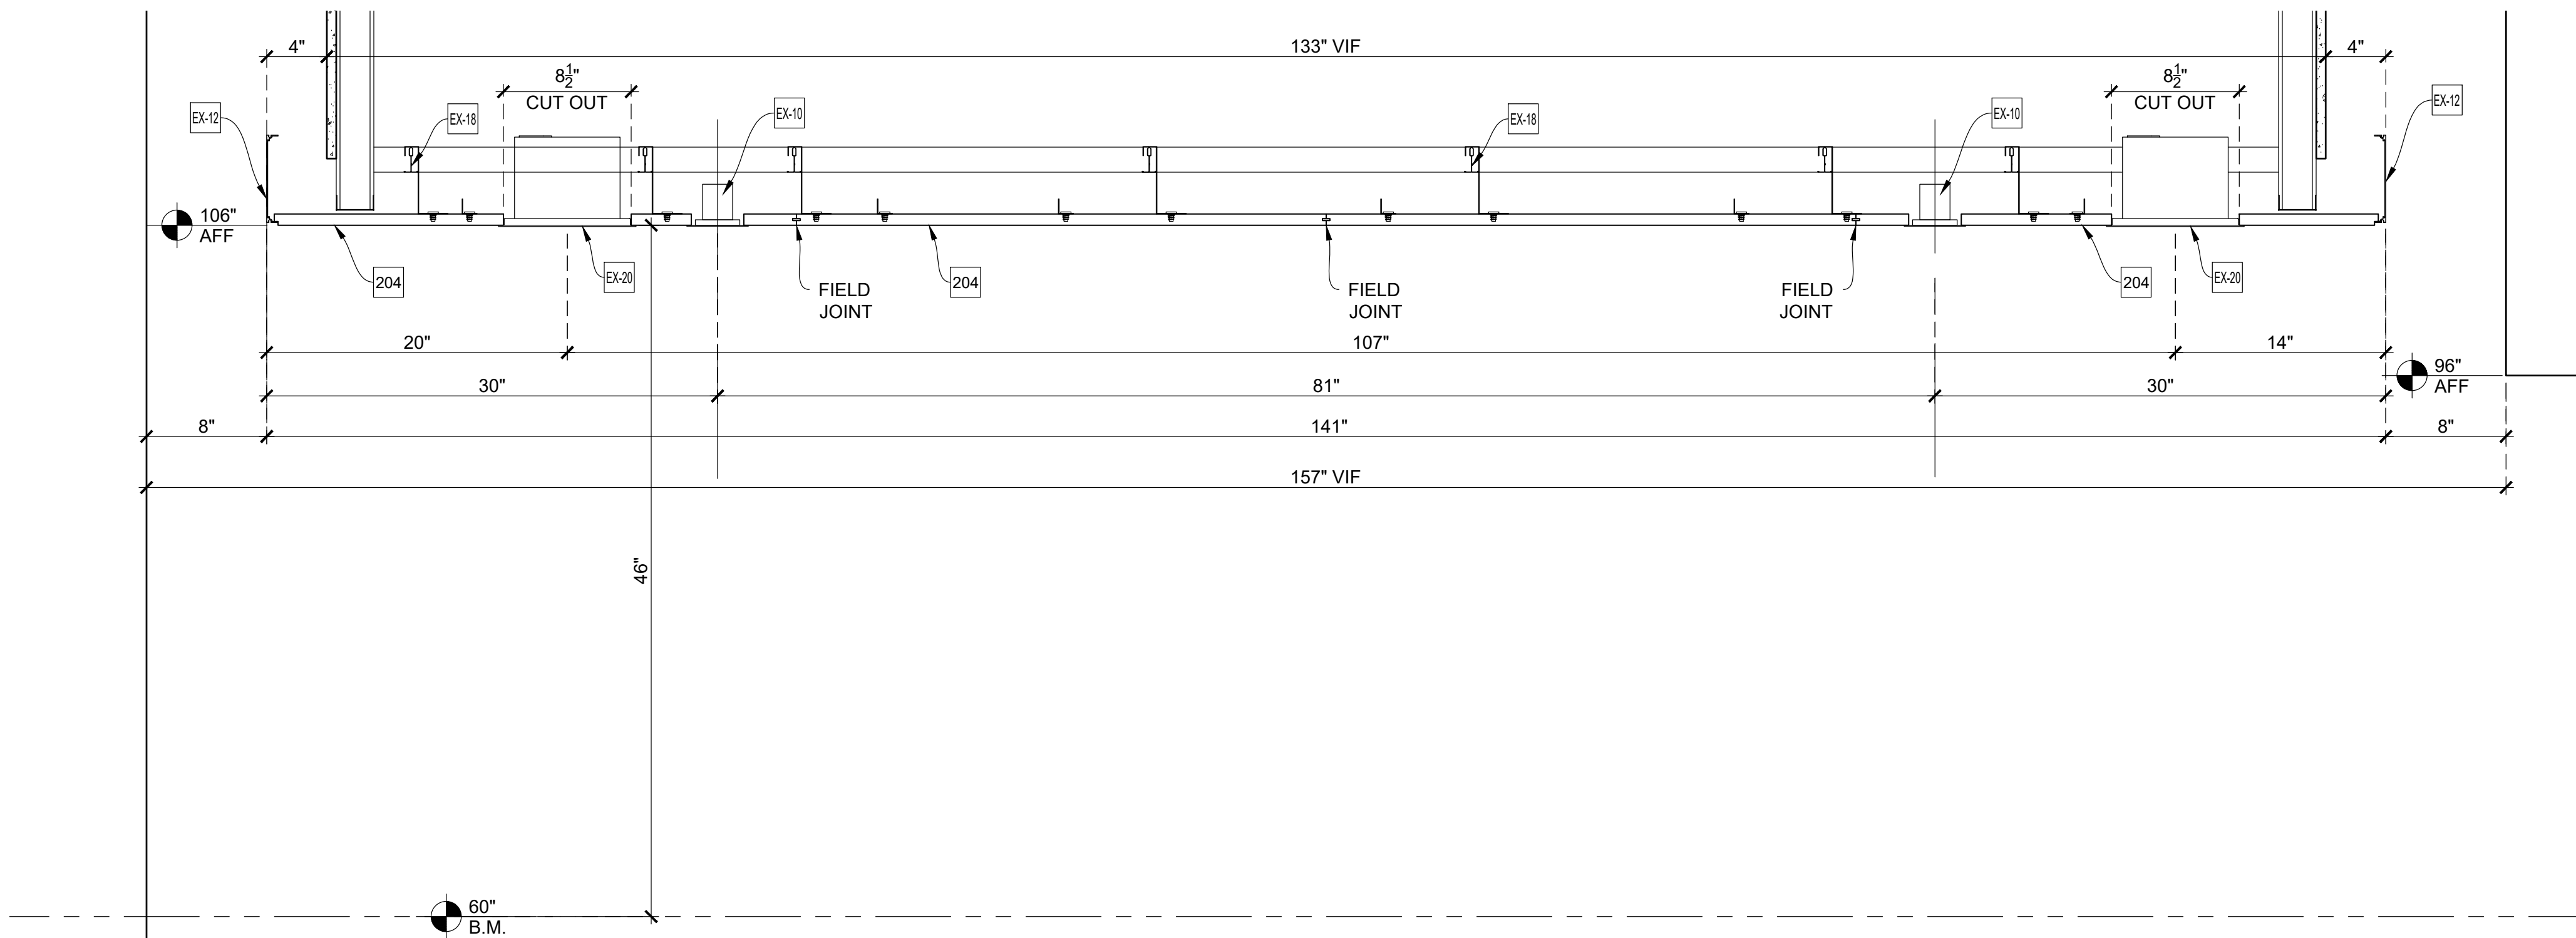 4" 133" VIF 4"
8½" 8½"
CUT OUT CUT OUT
EX-12 EX-18 EX-10 EX-18 EX-10 EX-12
106"
AFF
204 EX-20 204 204 EX-20
FIELD FIELD FIELD
JOINT JOINT JOINT
20" 107" 14"
96"
AFF
30" 81" 30"
8" 141" 8"
157" VIF
46"
60"
B.M.